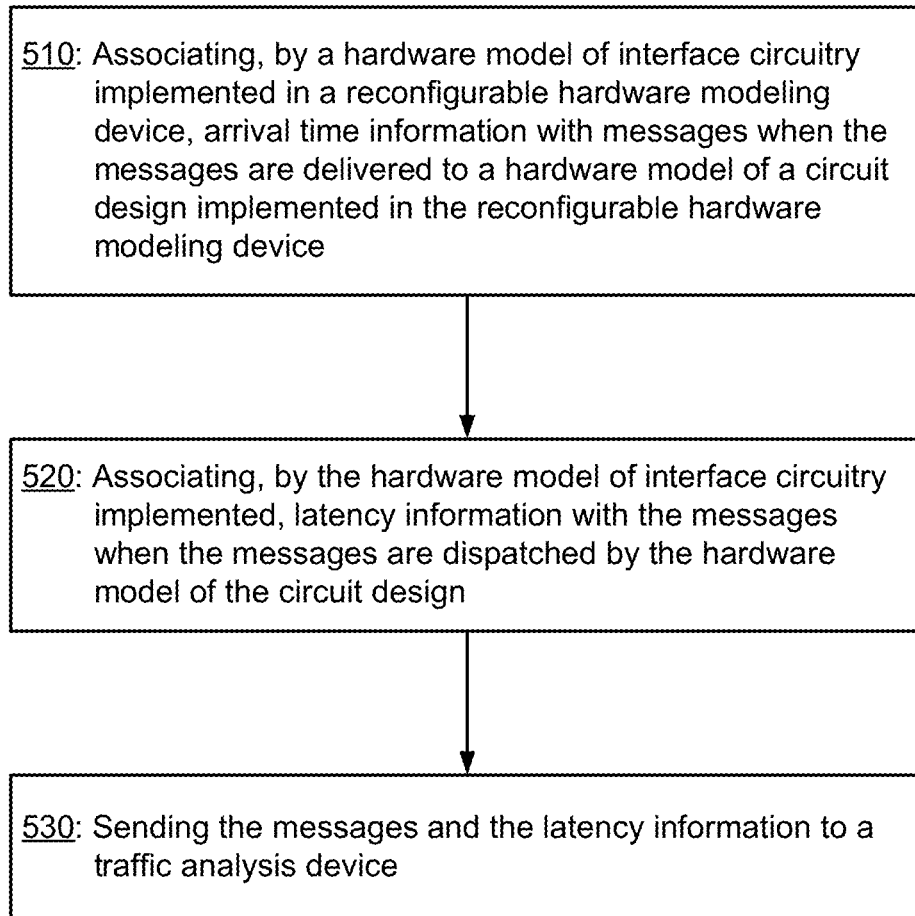 510: Associating, by a hardware model of interface circuitry
implemented in a reconfigurable hardware modeling
device, arrival time information with messages when the
messages are delivered to a hardware model of a circuit
design implemented in the reconfigurable hardware
modeling device
520: Associating, by the hardware model of interface circuitry
implemented, latency information with the messages
when the messages are dispatched by the hardware
model of the circuit design
530: Sending the messages and the latency information to a
traffic analysis device